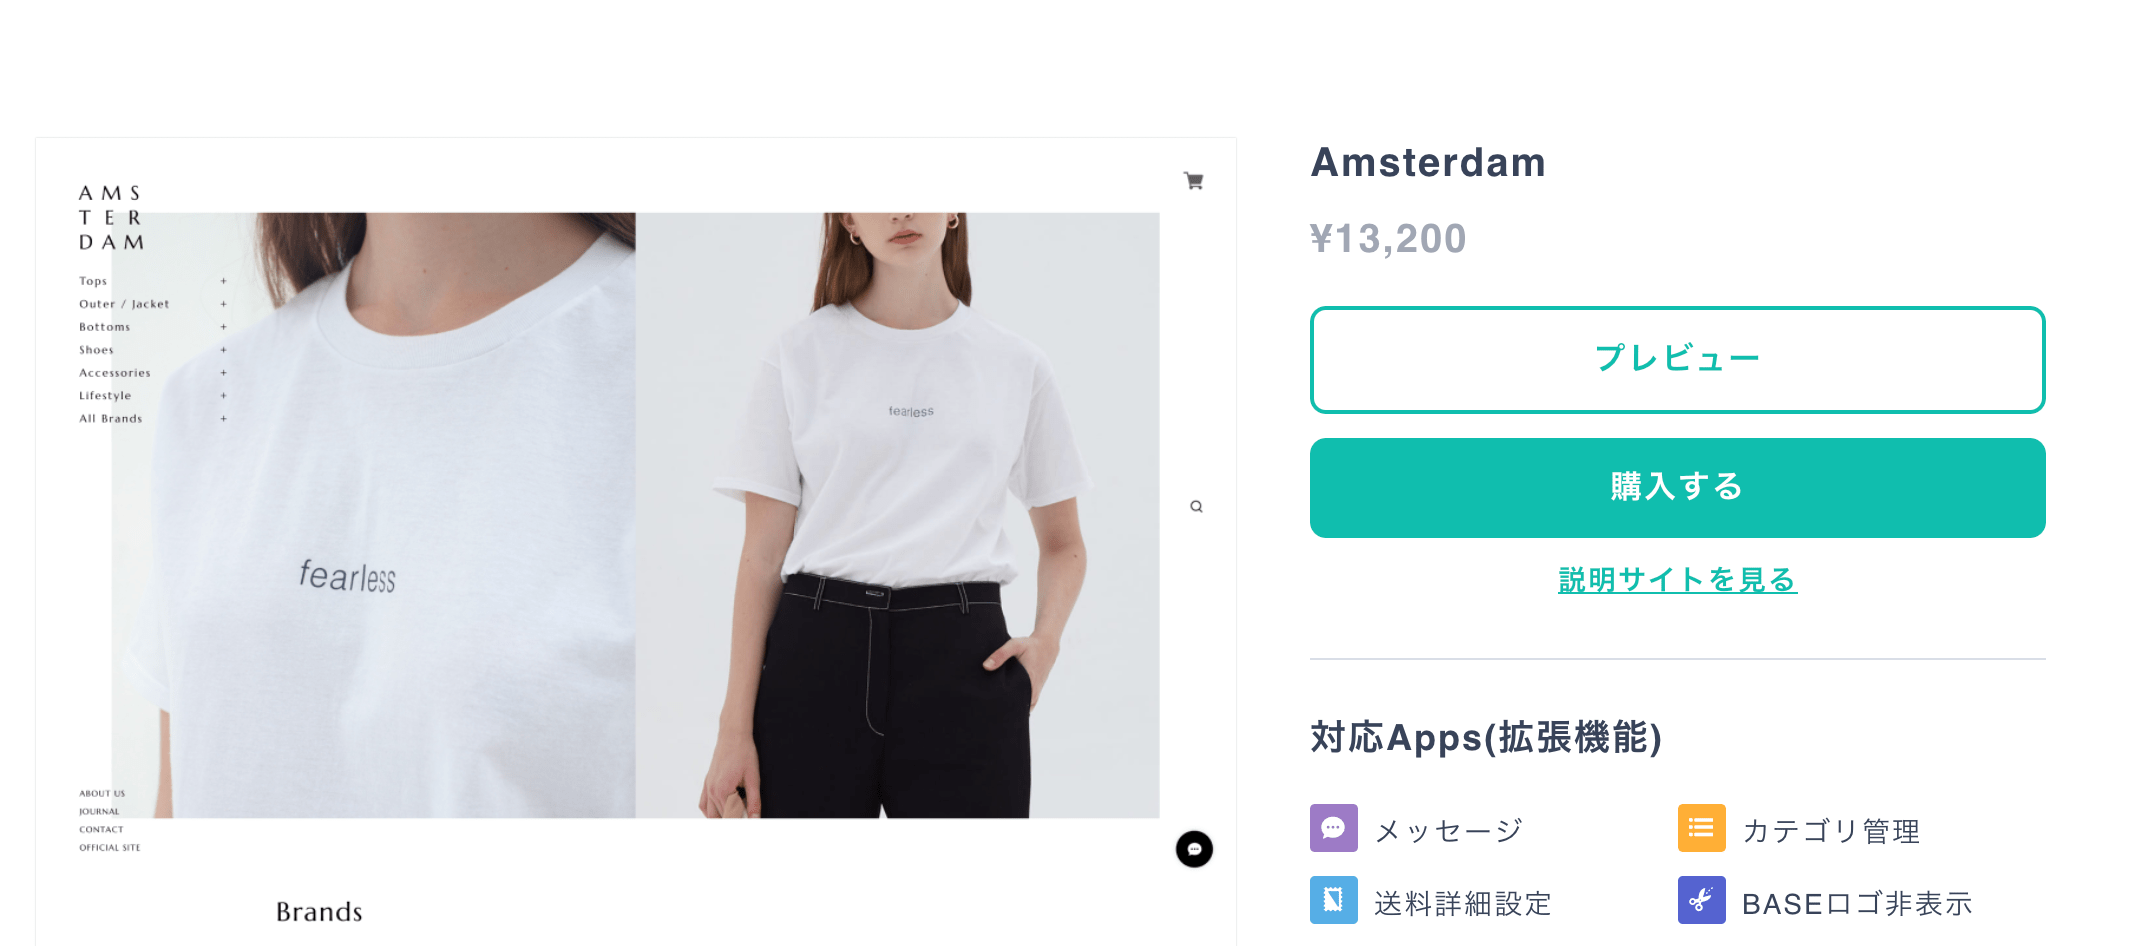 AMS
TER
DAM
Tops +
Outer / Jacket +
Bottoms +
Shoes +
Accessories +
Lifestyle +
All Brands +
fearless
fearless
ABOUT US
JOURNAL
CONTACT
OFFICIAL SITE
Brands
Amsterdam
¥13,200
プレビュー
購入する
説明サイトを見る
対応Apps(拡張機能)
メッセージ
カテゴリ管理
送料詳細設定
BASEロゴ非表示